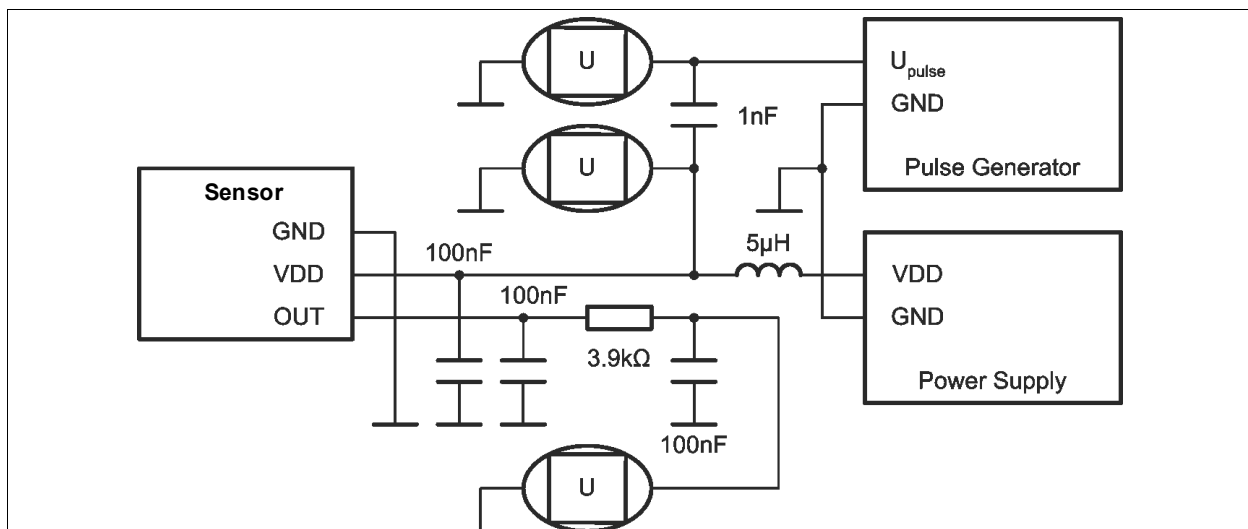 U
U_pulse
GND
Pulse Generator
1nF
U
Sensor
GND
VDD
OUT
100nF
100nF
5µH
VDD
GND
Power Supply
3.9kΩ
100nF
U